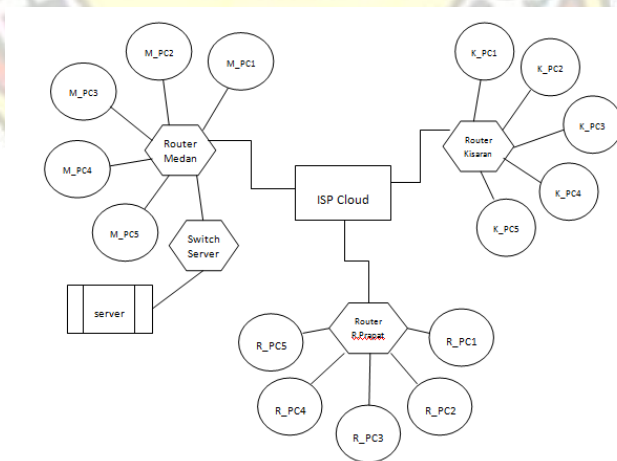 M_PC2
M_PC1
M_PC3
Router
Medan
M_PC4
M_PC5
Switch
Server
server
ISP Cloud
K_PC1
K_PC2
K_PC3
Router
Kisaran
K_PC4
K_PC5
Router
R.Prapat
R_PC5
R_PC1
R_PC4
R_PC2
R_PC3